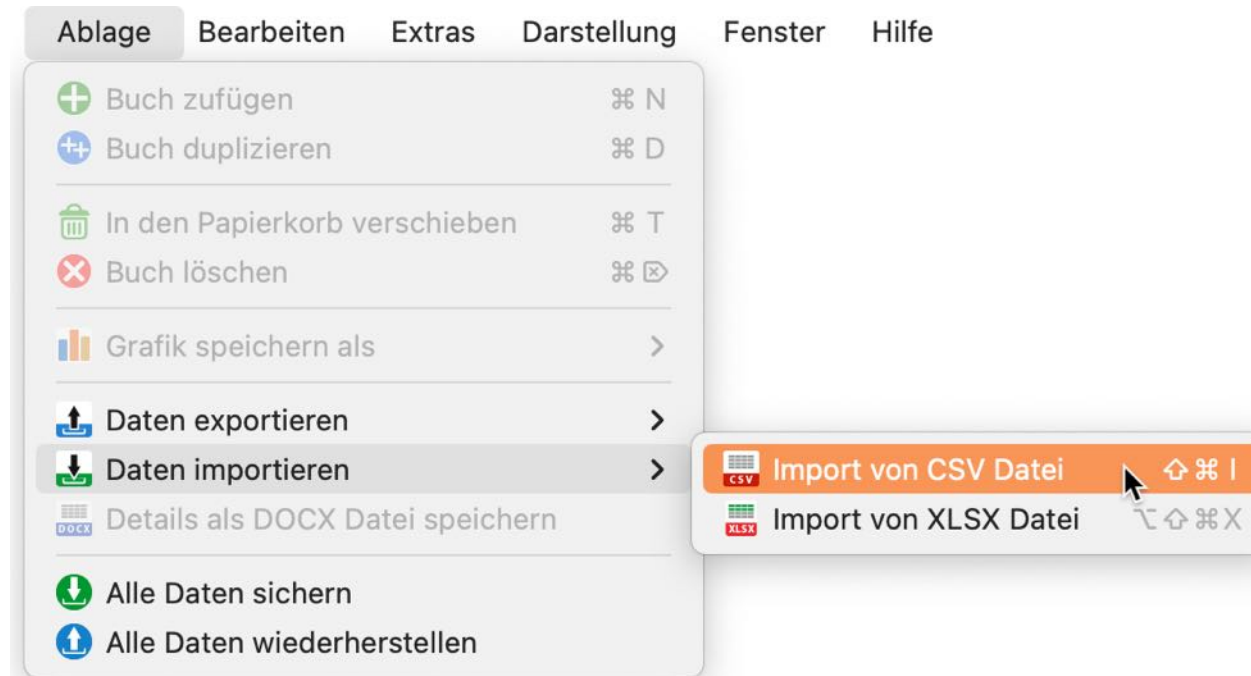 Ablage Bearbeiten Extras Darstellung Fenster Hilfe
Buch zufügen ⌘ N
Buch duplizieren ⌘ D
In den Papierkorb verschieben ⌘ T
Buch löschen ⌘ ⌦
Grafik speichern als >
Daten exportieren >
Daten importieren > CSV Import von CSV Datei ⇧ ⌘ I
DOCX Details als DOCX Datei speichern XLSX Import von XLSX Datei ⌥ ⇧ ⌘ X
Alle Daten sichern
Alle Daten wiederherstellen